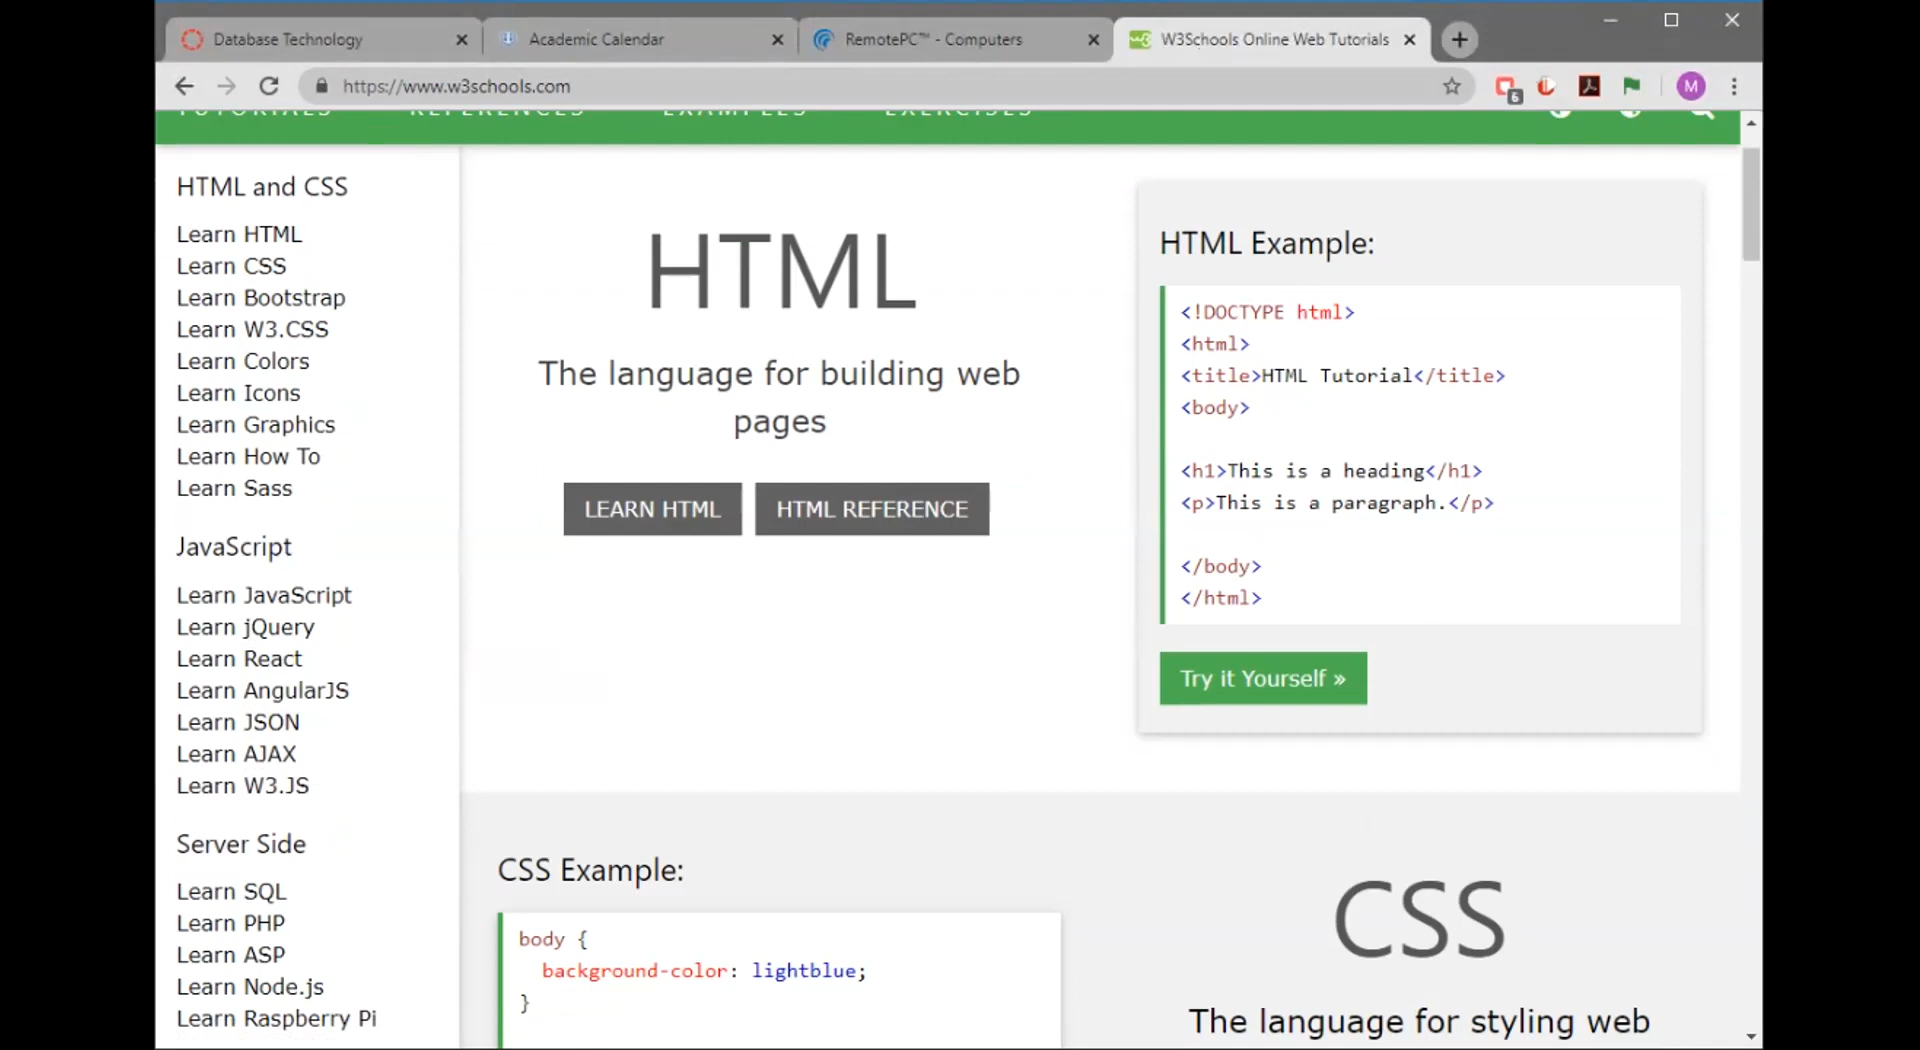 Database Technology
Academic Calendar
RemotePC™ - Computers
W3Schools Online Web Tutorials
https://www.w3schools.com
6
M
TUTORIALS REFERENCES EXAMPLES EXERCISES
HTML and CSS
Learn HTML
Learn CSS
Learn Bootstrap
Learn W3.CSS
Learn Colors
Learn Icons
Learn Graphics
Learn How To
Learn Sass
JavaScript
Learn JavaScript
Learn jQuery
Learn React
Learn AngularJS
Learn JSON
Learn AJAX
Learn W3.JS
Server Side
Learn SQL
Learn PHP
Learn ASP
Learn Node.js
Learn Raspberry Pi
HTML
The language for building web
pages
LEARN HTML
HTML REFERENCE
HTML Example:
<!DOCTYPE html>
<html>
<title>HTML Tutorial</title>
<body>
<h1>This is a heading</h1>
<p>This is a paragraph.</p>
</body>
</html>
Try it Yourself »
CSS Example:
body {
background-color: lightblue;
}
CSS
The language for styling web